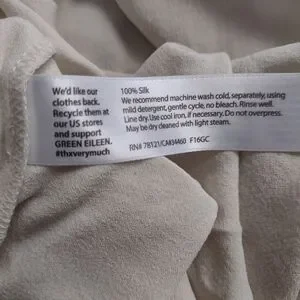 We'd like our
clothes back.
Recycle them at
our US stores
and support
GREEN EILEEN.
#thxverymuch
100% Silk
We recommend machine wash cold, separately, using
mild detergent, gentle cycle, no bleach. Rinse well.
Line dry. Use cool iron, if necessary. Do not overpress.
May be dry cleaned with light steam.
RN# 78121/CA#34460 F16GC